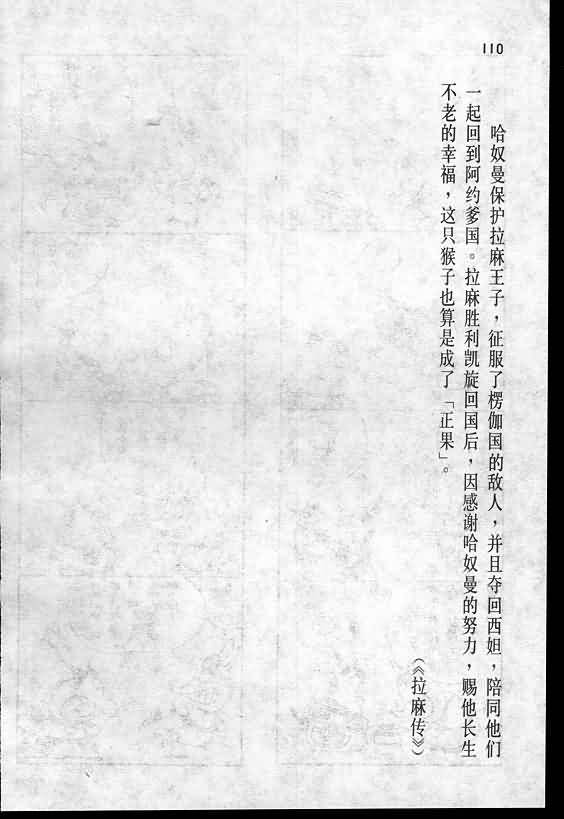 110
哈奴曼保护拉麻王子，征服了楞伽国的敌人，并且夺回西妲，陪同他们
一起回到阿约爹国。拉麻胜利凯旋回国后，因感谢哈奴曼的努力，赐他长生
不老的幸福，这只猴子也算是成了「正果」。
（《拉麻传》）